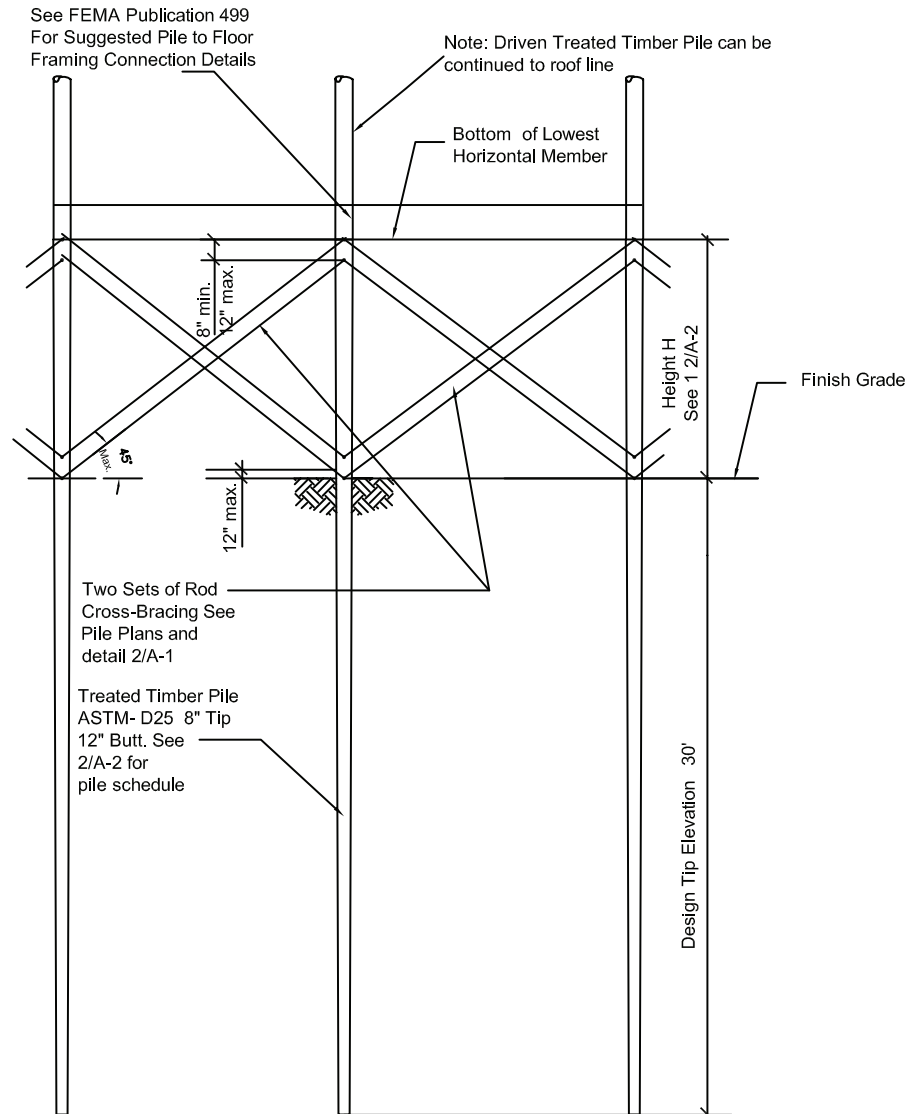 See FEMA Publication 499
For Suggested Pile to Floor
Framing Connection Details
Note: Driven Treated Timber Pile can be
continued to roof line
Bottom of Lowest
Horizontal Member
8" min.
12" max.
Height H
See 1 2/A-2
Finish Grade
45°
Max.
12" max.
Two Sets of Rod
Cross-Bracing See
Pile Plans and
detail 2/A-1
Treated Timber Pile
ASTM- D25 8" Tip
12" Butt. See
2/A-2 for
pile schedule
Design Tip Elevation 30'